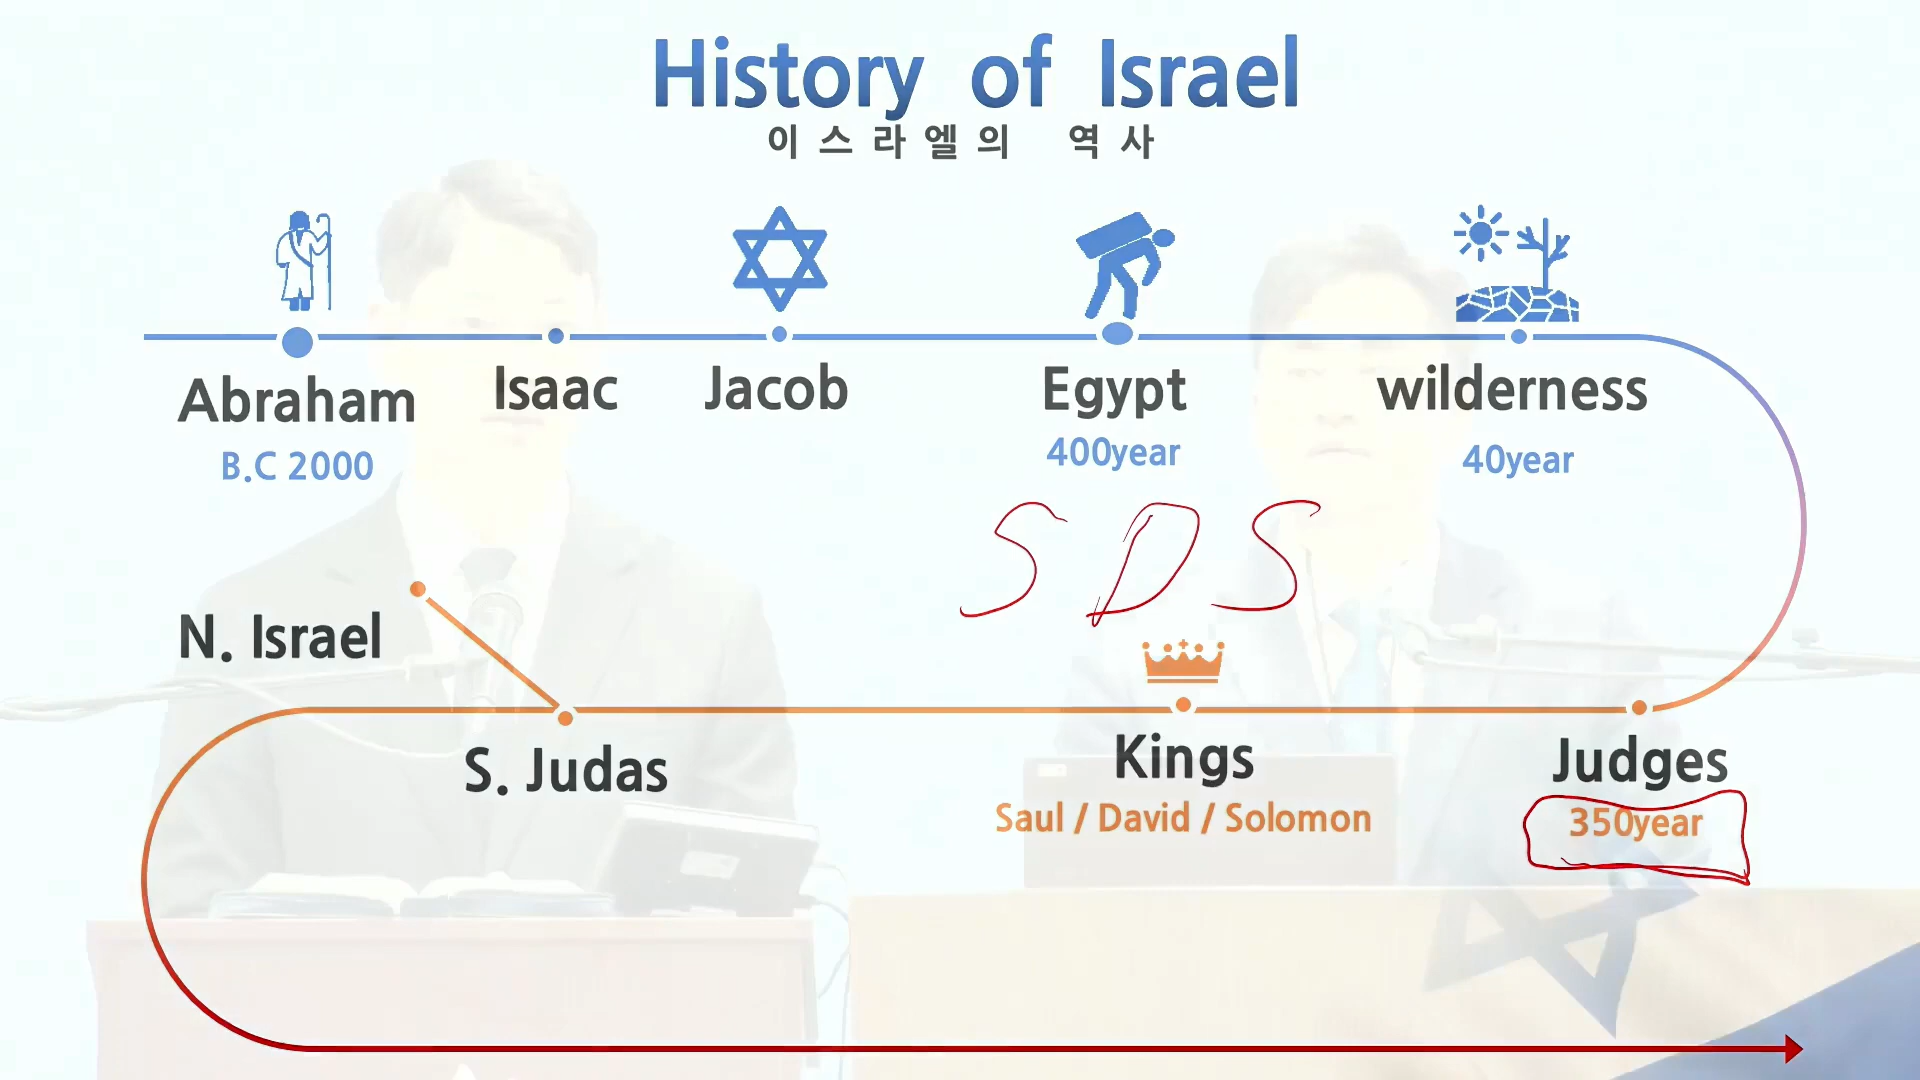 History of Israel
이스라엘의 역사
Abraham
B.C 2000
Isaac
Jacob
Egypt
400year
wilderness
40year
S D S
N. Israel
S. Judas
Kings
Saul / David / Solomon
Judges
350year